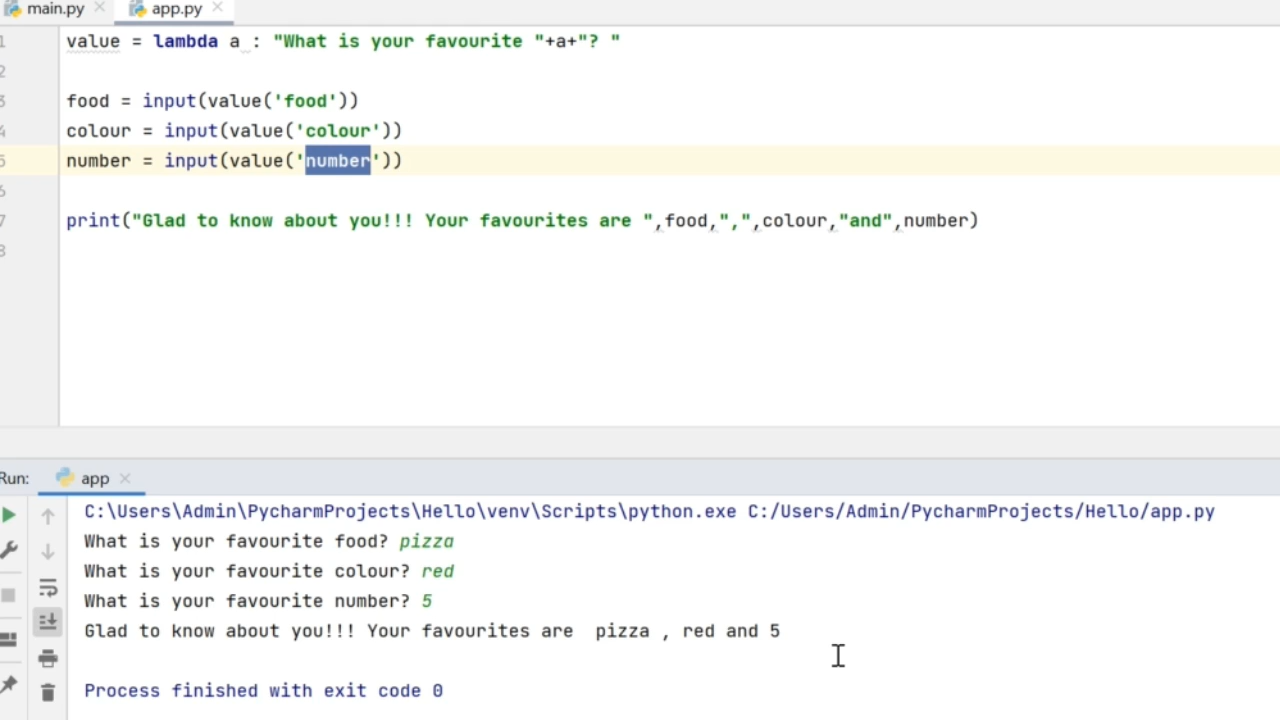 main.py app.py
1 value = lambda a : "What is your favourite "+a+"? "
2
3 food = input(value('food'))
4 colour = input(value('colour'))
5 number = input(value('number'))
6
7 print("Glad to know about you!!! Your favourites are ",food,",",colour,"and",number)
8
Run: app
C:\Users\Admin\PycharmProjects\Hello\venv\Scripts\python.exe C:/Users/Admin/PycharmProjects/Hello/app.py
What is your favourite food? pizza
What is your favourite colour? red
What is your favourite number? 5
Glad to know about you!!! Your favourites are  pizza , red and 5
Process finished with exit code 0